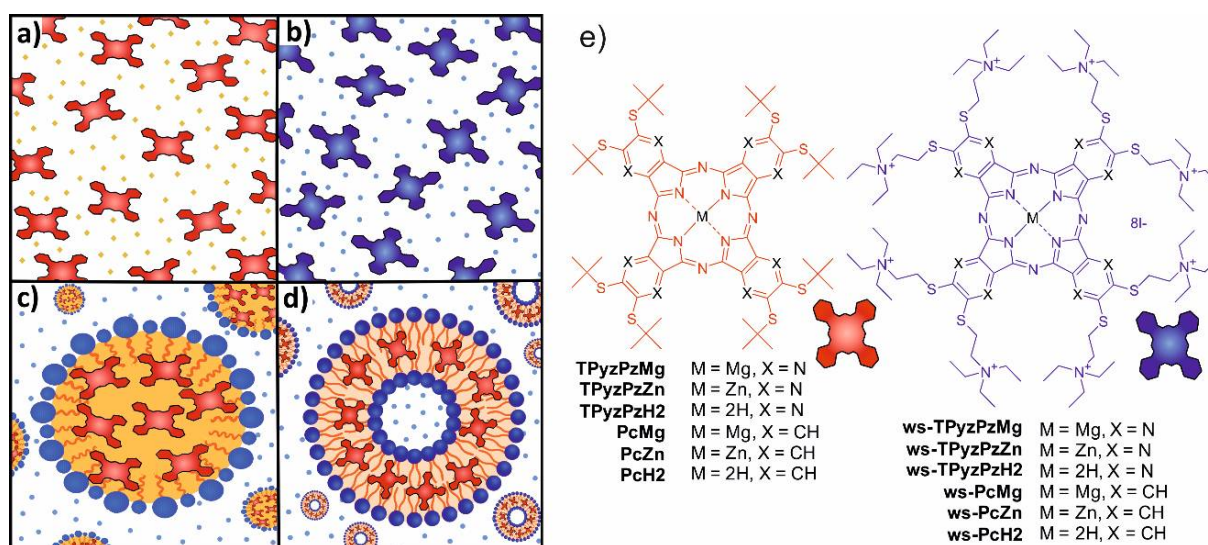 a)
b)
c)
d)
e)
S S
S S
S S
S S
X X X X
X X X X
N N N
N N N N
N N
M
N+ N+
S S
N+ S S N+
X X X X
X X X X
N N N
N N N N
N N
M
8I-
N+ S S N+
S S
N+ N+
TPyzPzMg M = Mg, X = N
TPyzPzZn M = Zn, X = N
TPyzPzH2 M = 2H, X = N
PcMg M = Mg, X = CH
PcZn M = Zn, X = CH
PcH2 M = 2H, X = CH
ws-TPyzPzMg M = Mg, X = N
ws-TPyzPzZn M = Zn, X = N
ws-TPyzPzH2 M = 2H, X = N
ws-PcMg M = Mg, X = CH
ws-PcZn M = Zn, X = CH
ws-PcH2 M = 2H, X = CH